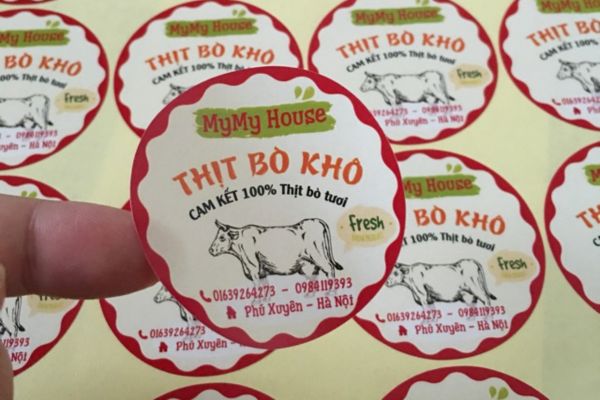 MyMy House
THỊT BÒ KHÔ
CAM KẾT 100% Thịt bò tươi
Fresh
01639264273 - 0984119393
Phú Xuyên - Hà Nội